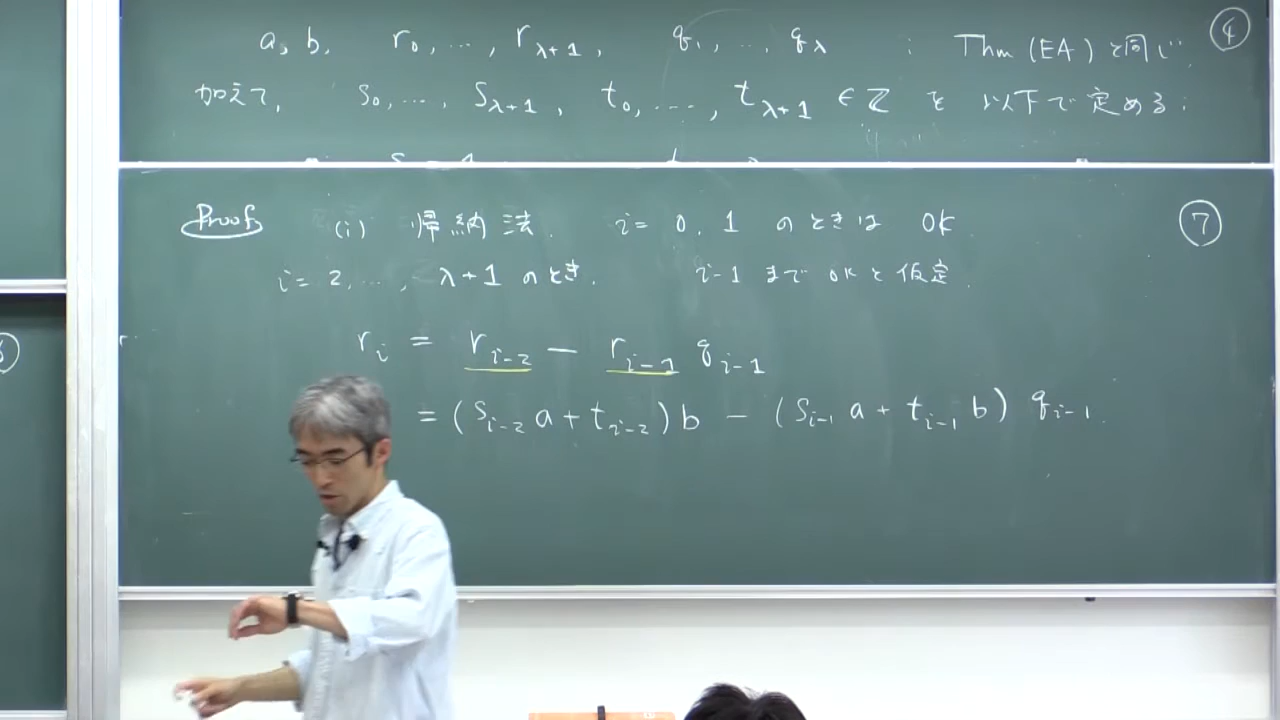 a, b, r₀, …, r_{λ+1}, q₁, …, q_λ : Thm (EA) と同じ, ④
加えて, s₀, …, s_{λ+1}, t₀, …, t_{λ+1} ∈ ℤ を 以下で定める :
Proof (i) 帰納法. i = 0, 1 のときは OK ⑦
i = 2, …, λ+1 のとき. i-1 まで OK と仮定.
r_i = r_{i-2} − r_{i-1} q_{i-1}
= (s_{i-2} a + t_{i-2}) b − (s_{i-1} a + t_{i-1} b) q_{i-1}.